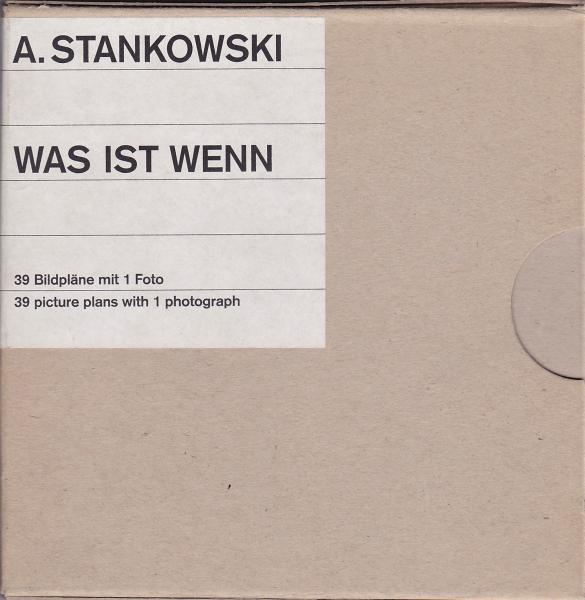 A. STANKOWSKI
WAS IST WENN
39 Bildpläne mit 1 Foto
39 picture plans with 1 photograph